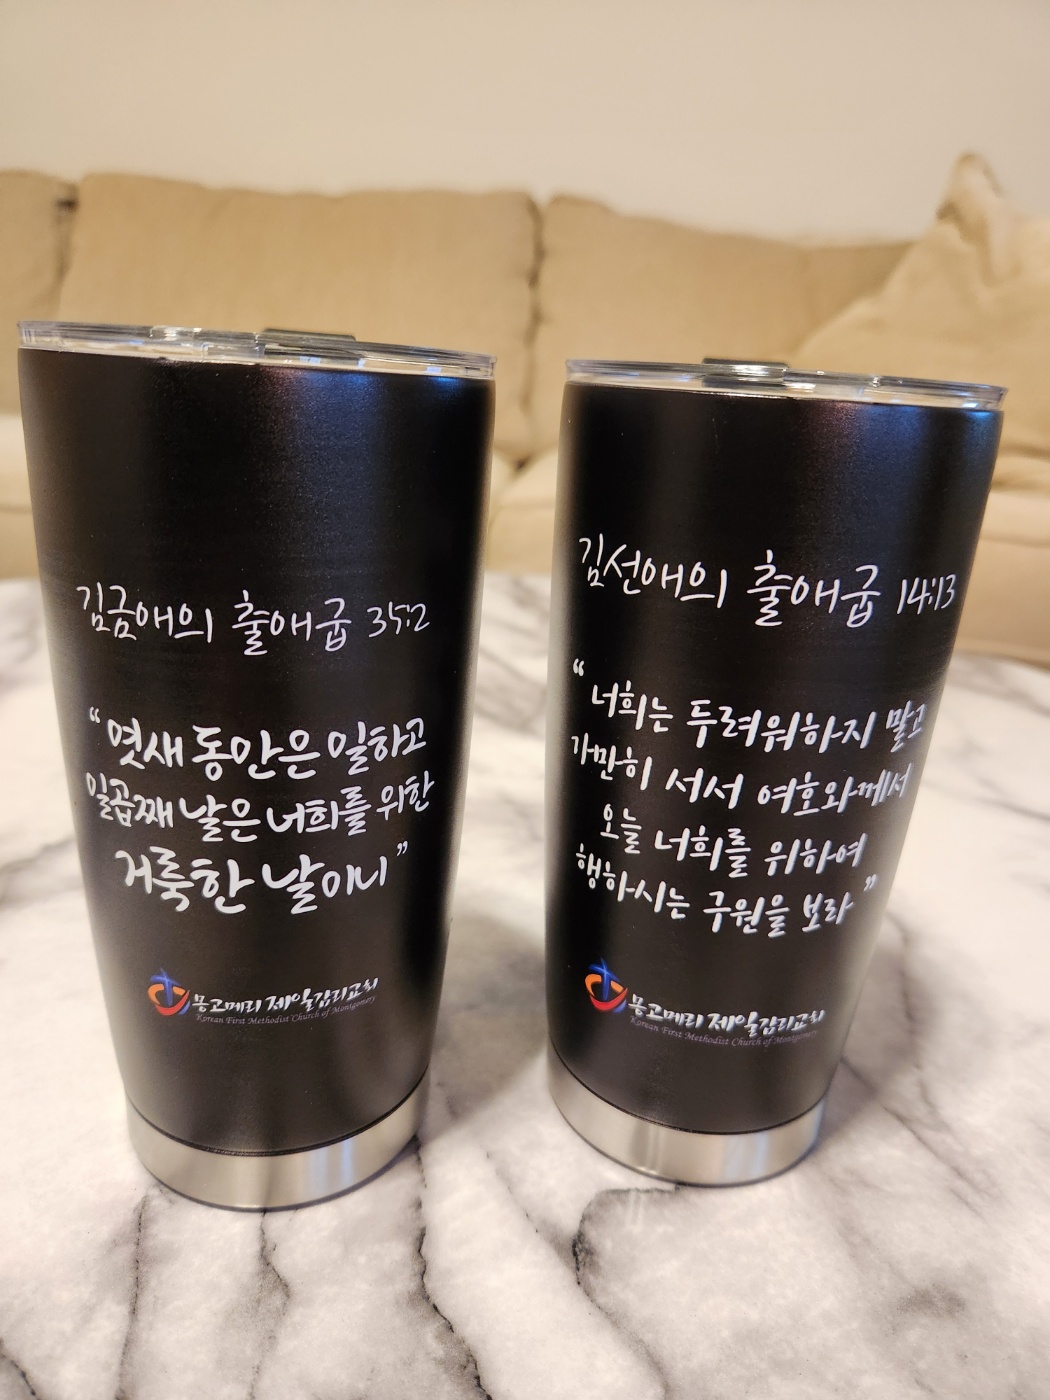 김금애의 출애굽 35:2
“엿새 동안은 일하고
일곱째 날은 너희를 위한
거룩한 날이니”
몽고메리 제일감리교회
Korean First Methodist Church of Montgomery
김선애의 출애굽 14:13
“너희는 두려워하지 말고
가만히 서서 여호와께서
오늘 너희를 위하여
행하시는 구원을 보라”
몽고메리 제일감리교회
Korean First Methodist Church of Montgomery